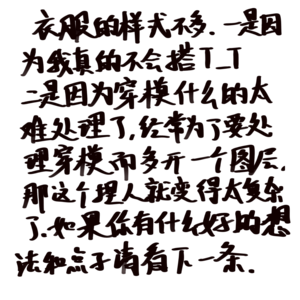 衣服的样式不多.一是因
为我真的不会搭T_T
二是因为穿模什么的太
难处理了,经常为了要处
理穿模而多开一个图层.
那这个捏人就变得太复杂
了.如果你有什么好的想
法和点子请看下一条.